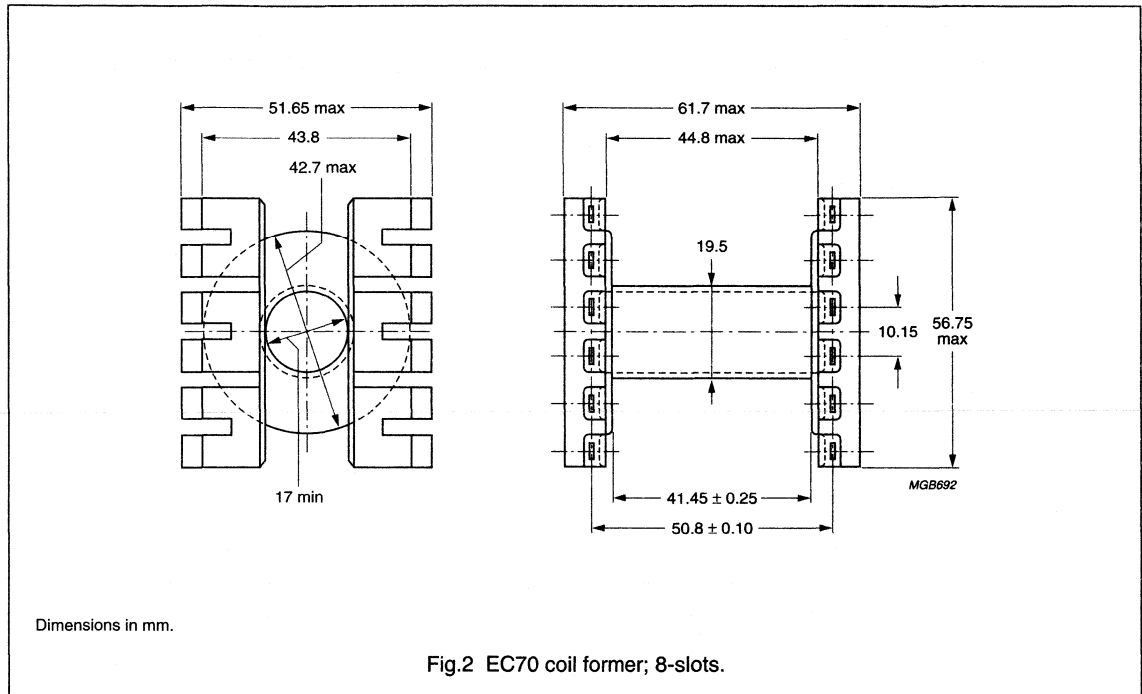 51.65 max
61.7 max
43.8
44.8 max
42.7 max
19.5
10.15
56.75
max
17 min
MGB692
41.45 ± 0.25
50.8 ± 0.10
Dimensions in mm.
Fig.2 EC70 coil former; 8-slots.